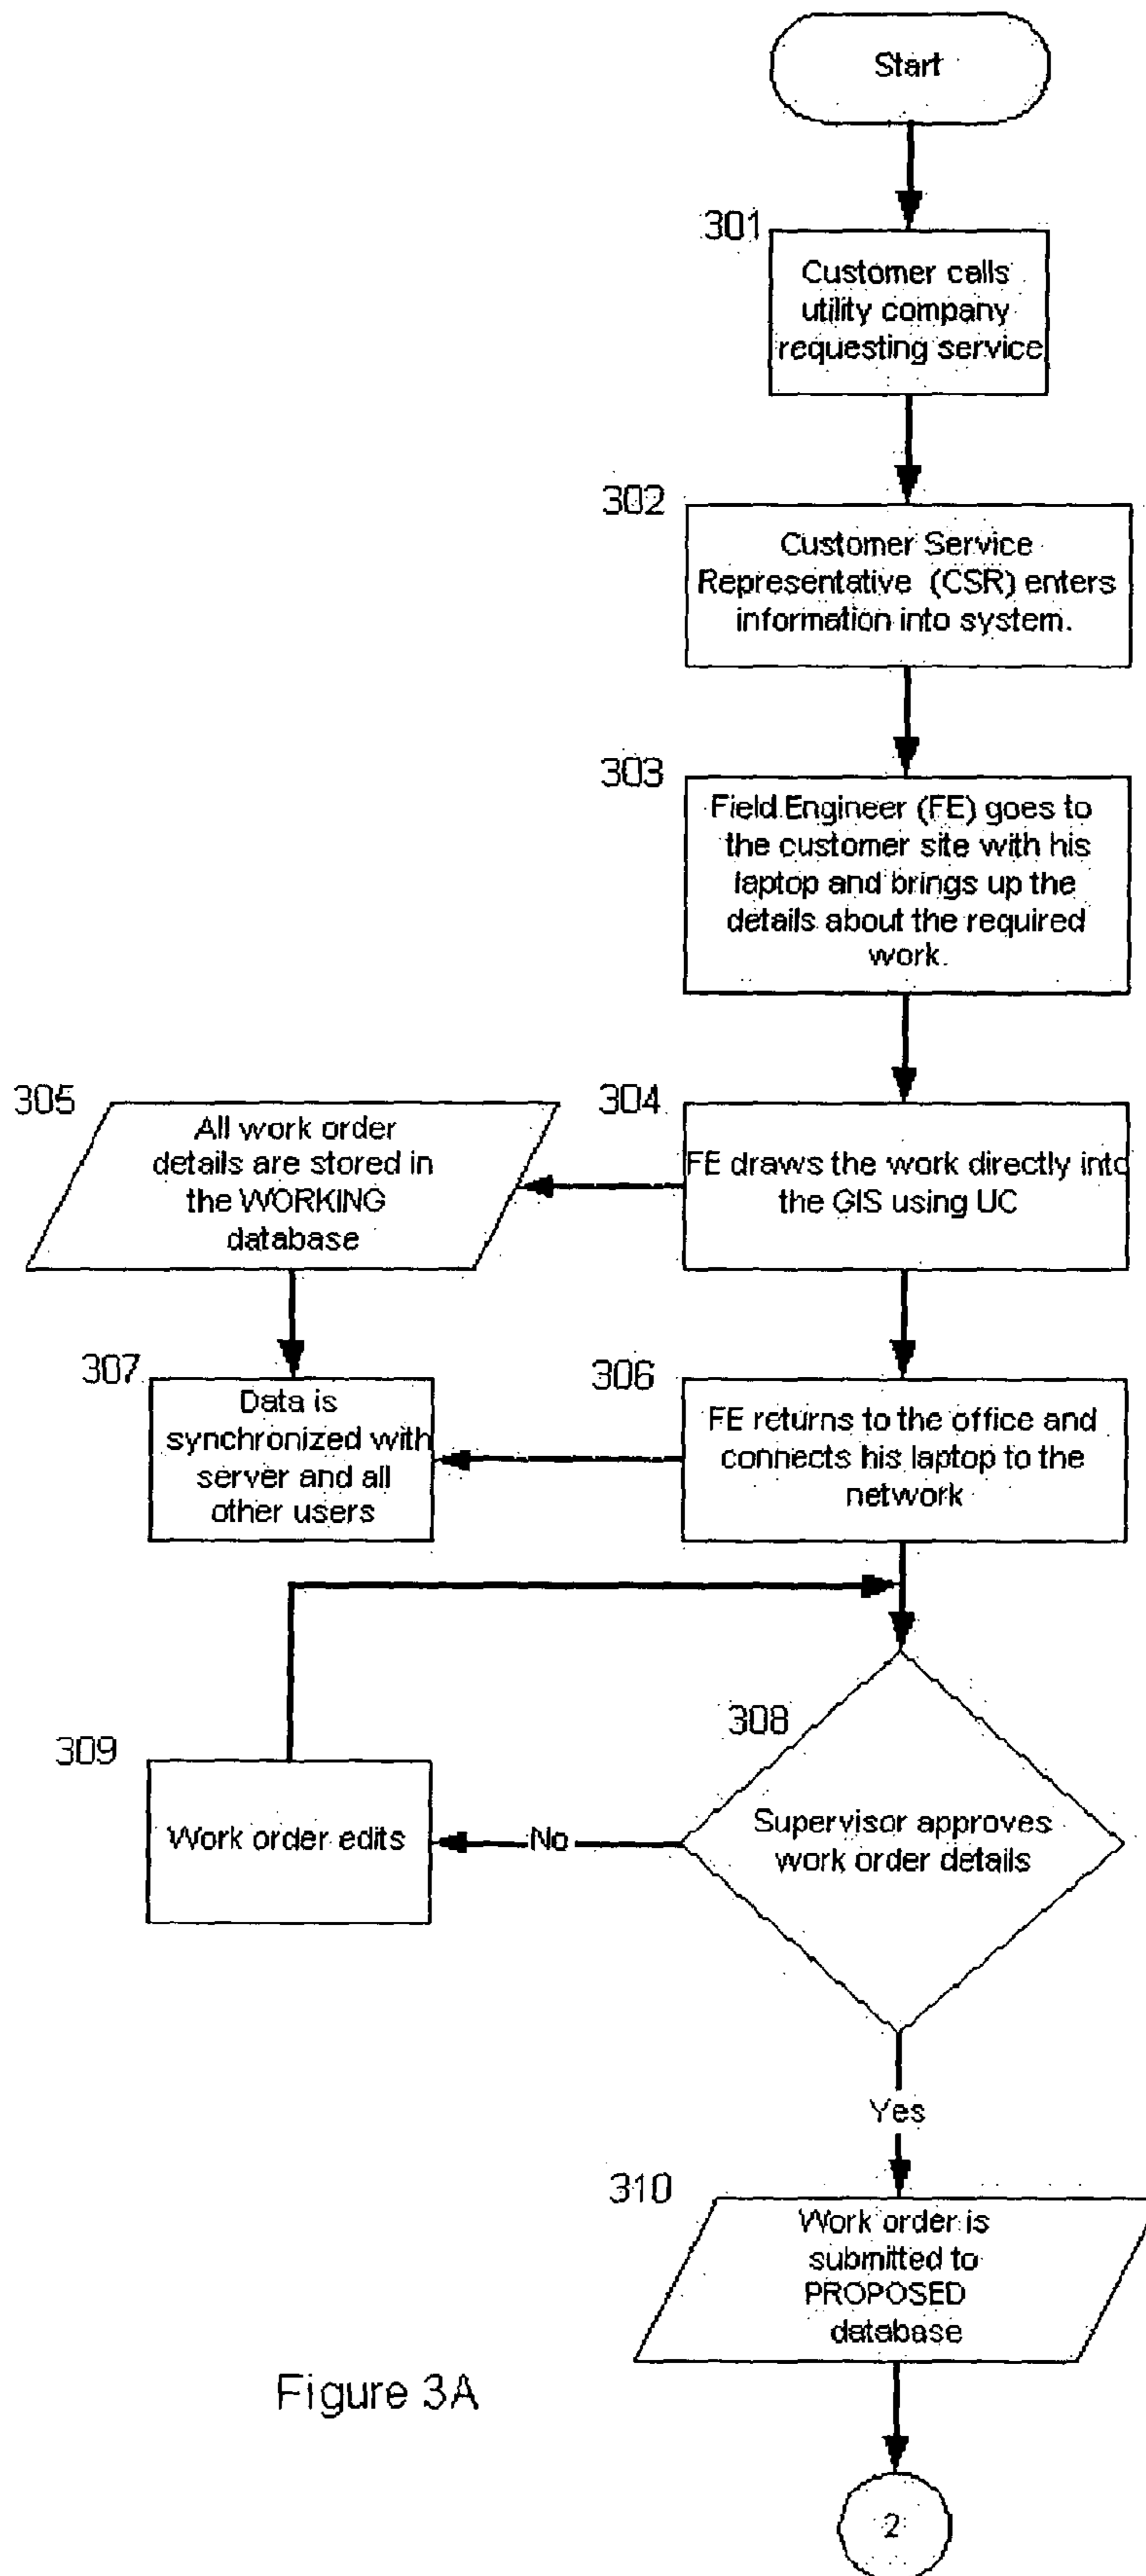 Start
301
Customer calls
utility company
requesting service
302
Customer Service
Representative (CSR) enters
information into system.
303
Field Engineer (FE) goes to
the customer site with his
laptop and brings up the
details about the required
work.
305
All work order
details are stored in
the WORKING
database
304
FE draws the work directly into
the GIS using UC
307
Data is
synchronized with
server and all
other users
306
FE returns to the office and
connects his laptop to the
network
308
Supervisor approves
work order details
309
Work order edits
No
Yes
310
Work order is
submitted to
PROPOSED
database
Figure 3A
2